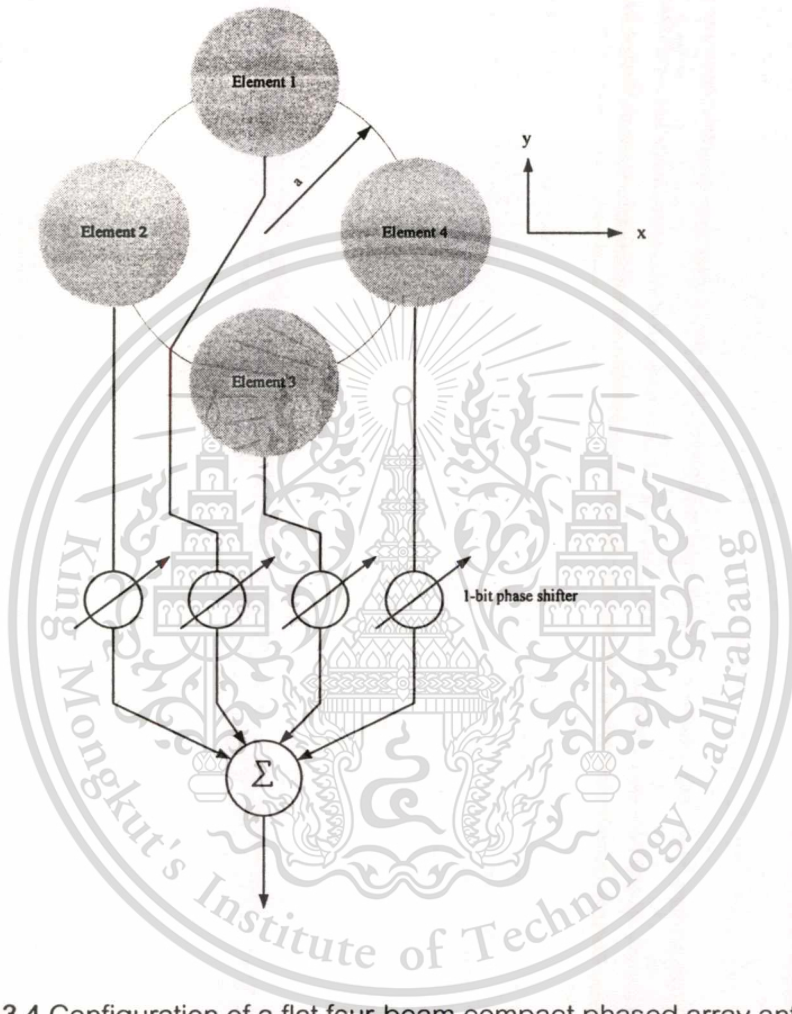 Element 1
a
y
Element 2
Element 4
x
Element 3
1-bit phase shifter
Σ
King Mongkut's Institute of Technology Ladkrabang
3.4 Configuration of a flat four-beam compact phased array ant